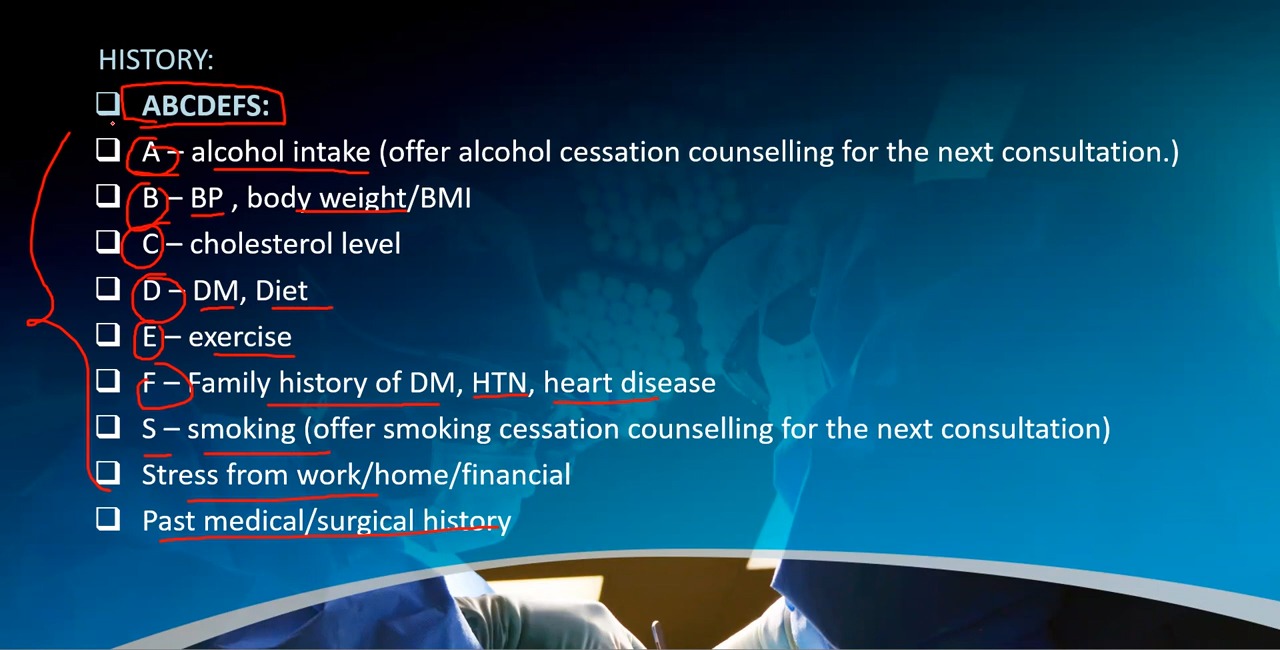 HISTORY:
ABCDEFS:
A – alcohol intake (offer alcohol cessation counselling for the next consultation.)
B – BP , body weight/BMI
C – cholesterol level
D – DM, Diet
E – exercise
F – Family history of DM, HTN, heart disease
S – smoking (offer smoking cessation counselling for the next consultation)
Stress from work/home/financial
Past medical/surgical history